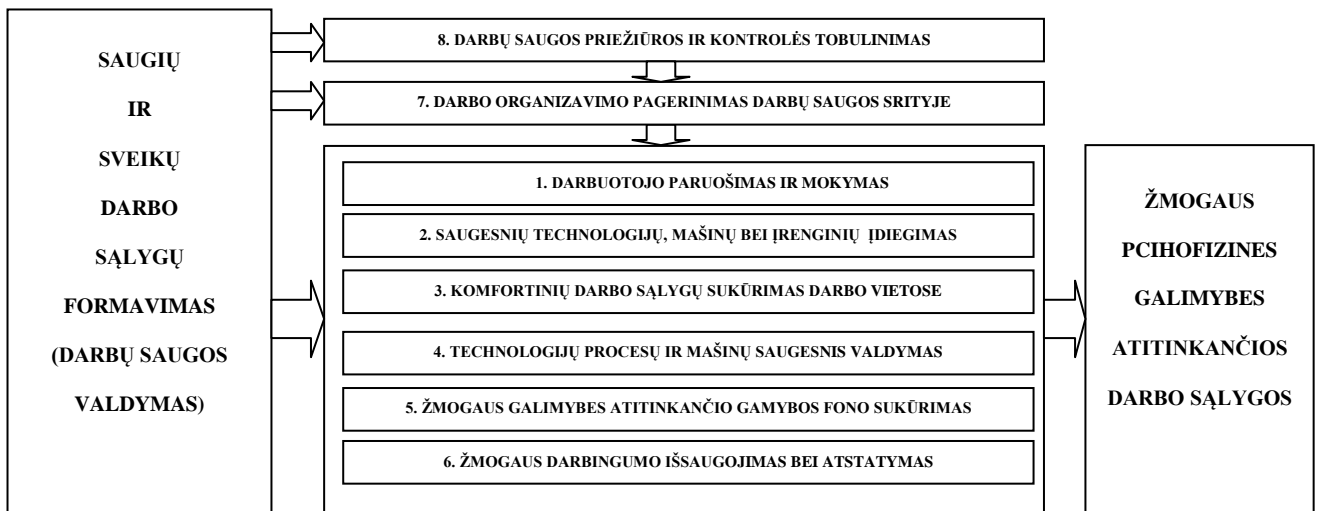 SAUGIŲ
IR
SVEIKŲ
DARBO
SĄLYGŲ
FORMAVIMAS
(DARBŲ SAUGOS
VALDYMAS)
8. DARBŲ SAUGOS PRIEŽIŪROS IR KONTROLĖS TOBULINIMAS
7. DARBO ORGANIZAVIMO PAGERINIMAS DARBŲ SAUGOS SRITYJE
1. DARBUOTOJO PARUOŠIMAS IR MOKYMAS
2. SAUGESNIŲ TECHNOLOGIJŲ, MAŠINŲ BEI ĮRENGINIŲ ĮDIEGIMAS
3. KOMFORTINIŲ DARBO SĄLYGŲ SUKŪRIMAS DARBO VIETOSE
4. TECHNOLOGIJŲ PROCESŲ IR MAŠINŲ SAUGESNIS VALDYMAS
5. ŽMOGAUS GALIMYBES ATITINKANČIO GAMYBOS FONO SUKŪRIMAS
6. ŽMOGAUS DARBINGUMO IŠSAUGOJIMAS BEI ATSTATYMAS
ŽMOGAUS
PCIHOFIZINES
GALIMYBES
ATITINKANČIOS
DARBO SĄLYGOS